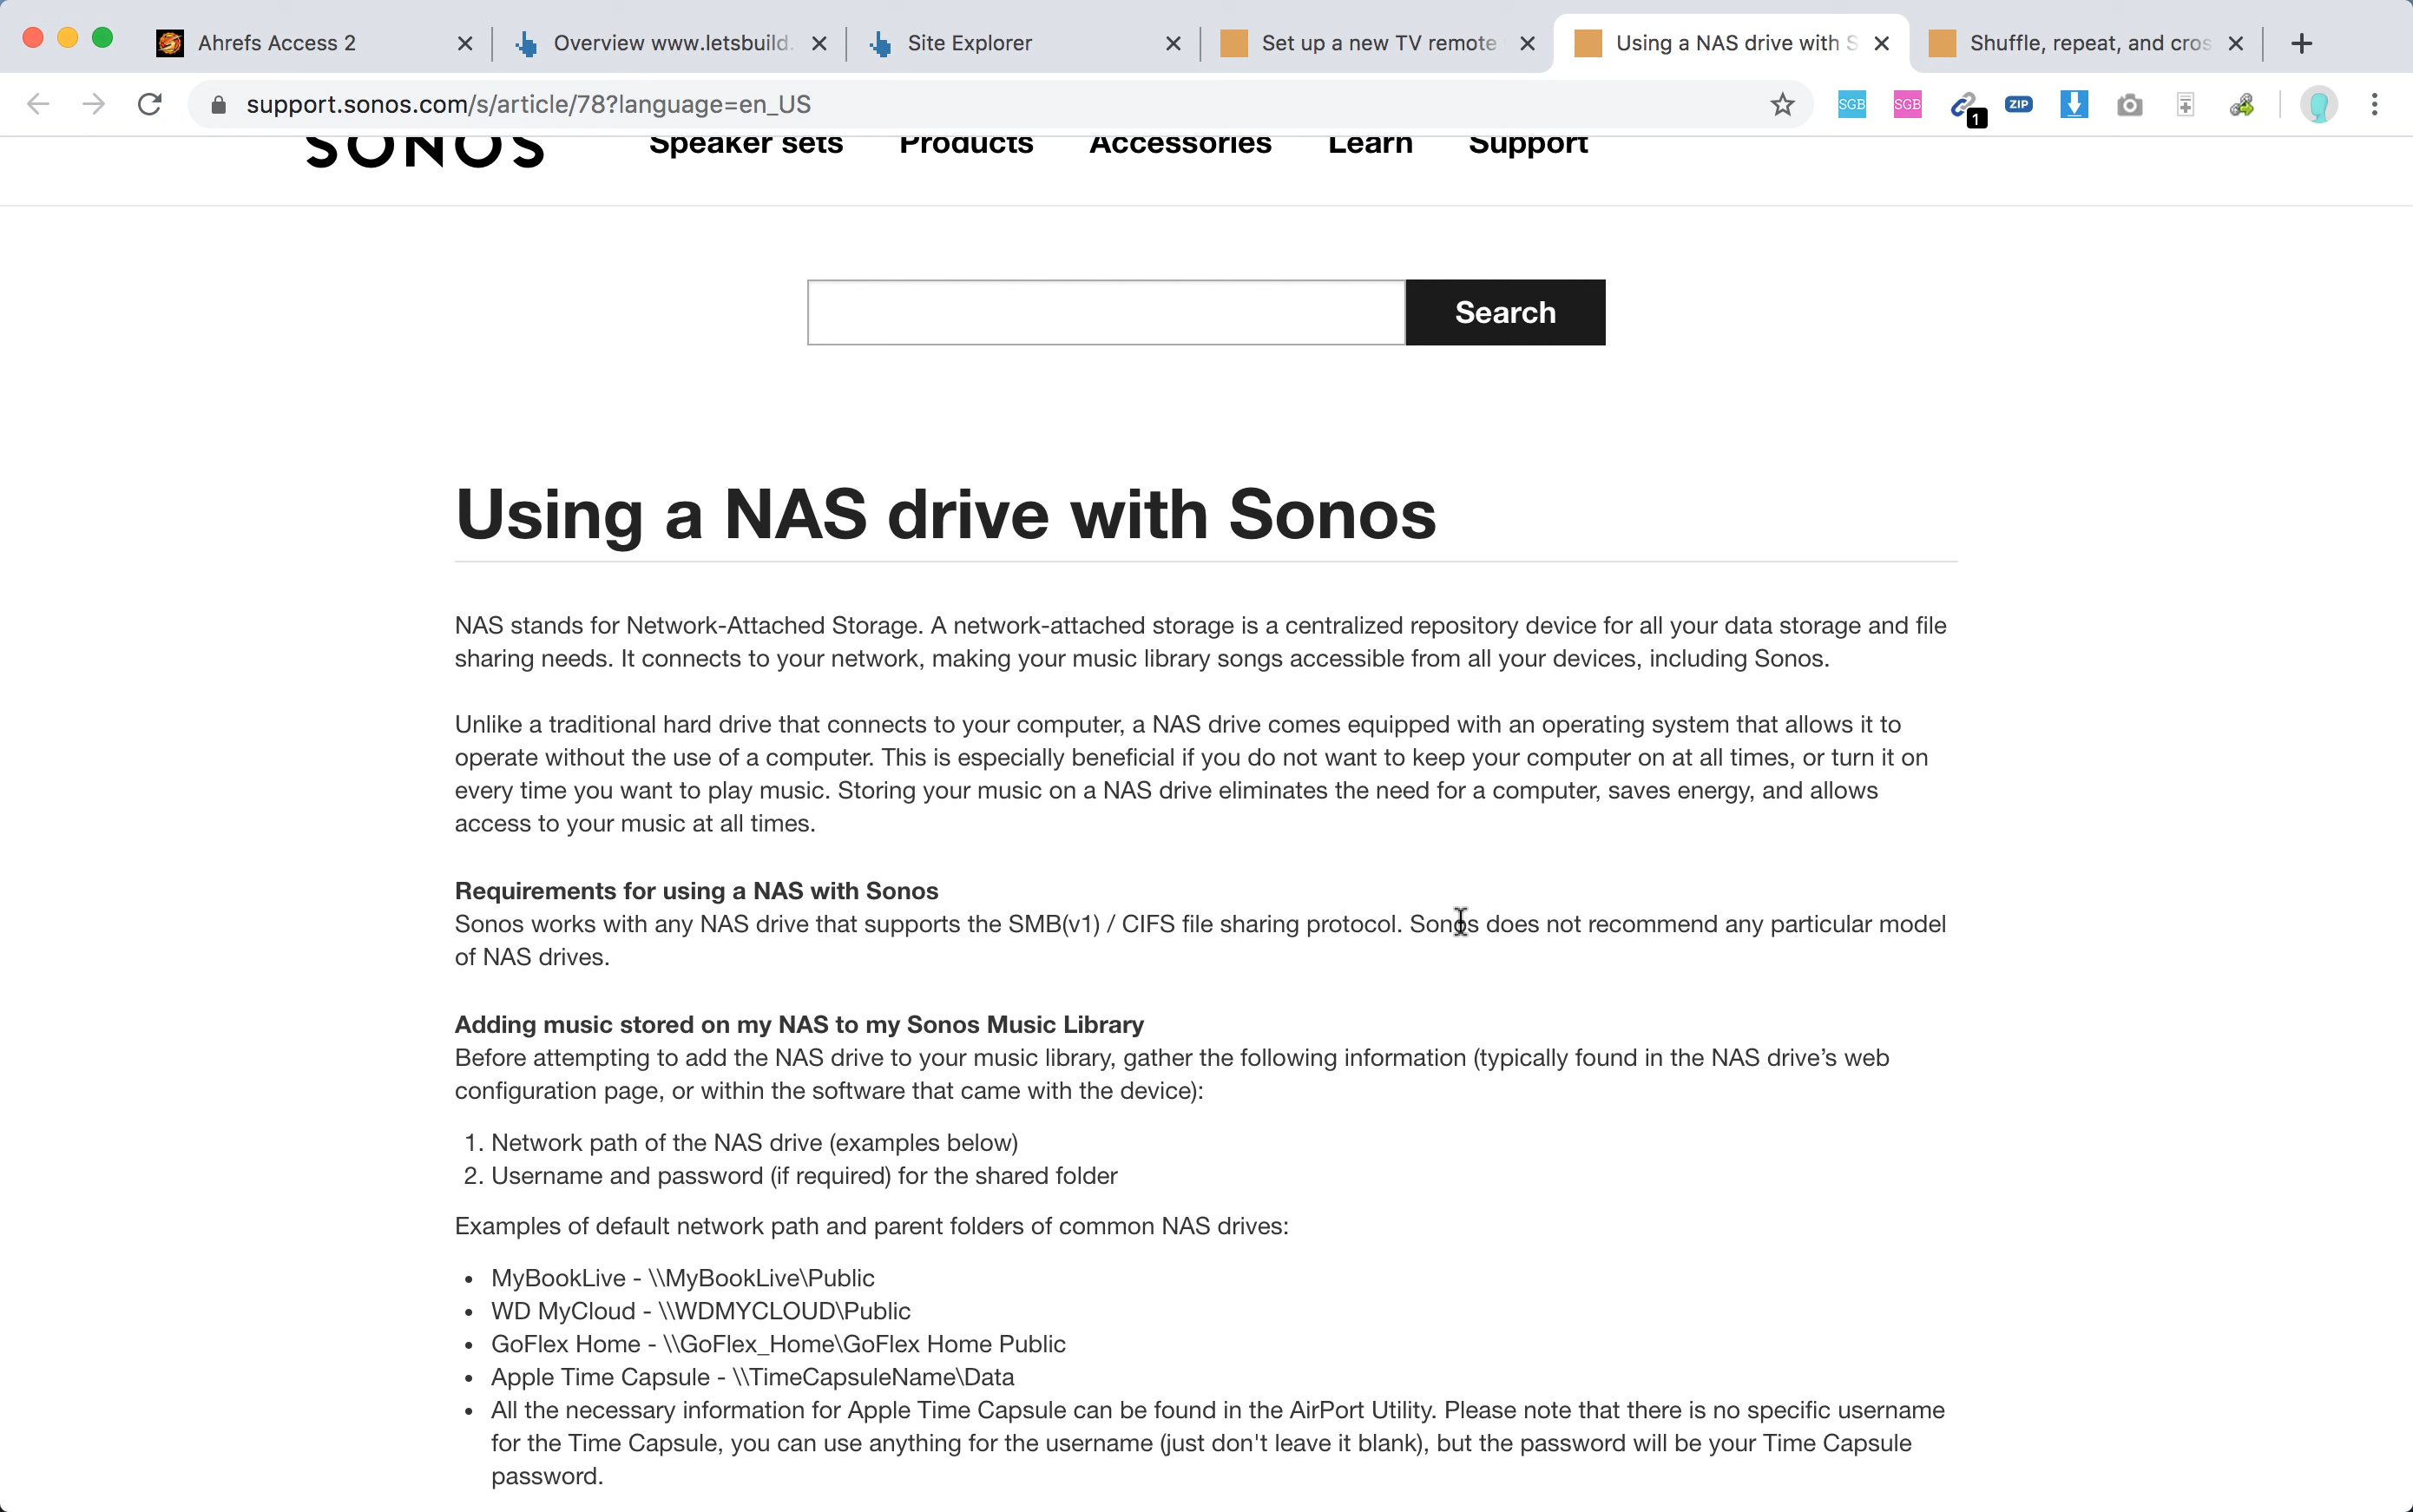 Ahrefs Access 2
Overview www.letsbuild.
Site Explorer
Set up a new TV remote
Using a NAS drive with S
Shuffle, repeat, and cros
support.sonos.com/s/article/78?language=en_US
SGB
SGB
1
ZIP
SONOS
Speaker sets
Products
Accessories
Learn
Support
Search
Using a NAS drive with Sonos
NAS stands for Network-Attached Storage. A network-attached storage is a centralized repository device for all your data storage and file
sharing needs. It connects to your network, making your music library songs accessible from all your devices, including Sonos.
Unlike a traditional hard drive that connects to your computer, a NAS drive comes equipped with an operating system that allows it to
operate without the use of a computer. This is especially beneficial if you do not want to keep your computer on at all times, or turn it on
every time you want to play music. Storing your music on a NAS drive eliminates the need for a computer, saves energy, and allows
access to your music at all times.
Requirements for using a NAS with Sonos
Sonos works with any NAS drive that supports the SMB(v1) / CIFS file sharing protocol. Sonos does not recommend any particular model
of NAS drives.
Adding music stored on my NAS to my Sonos Music Library
Before attempting to add the NAS drive to your music library, gather the following information (typically found in the NAS drive’s web
configuration page, or within the software that came with the device):
1. Network path of the NAS drive (examples below)
2. Username and password (if required) for the shared folder
Examples of default network path and parent folders of common NAS drives:
• MyBookLive - \\MyBookLive\Public
• WD MyCloud - \\WDMYCLOUD\Public
• GoFlex Home - \\GoFlex_Home\GoFlex Home Public
• Apple Time Capsule - \\TimeCapsuleName\Data
• All the necessary information for Apple Time Capsule can be found in the AirPort Utility. Please note that there is no specific username
for the Time Capsule, you can use anything for the username (just don't leave it blank), but the password will be your Time Capsule
password.